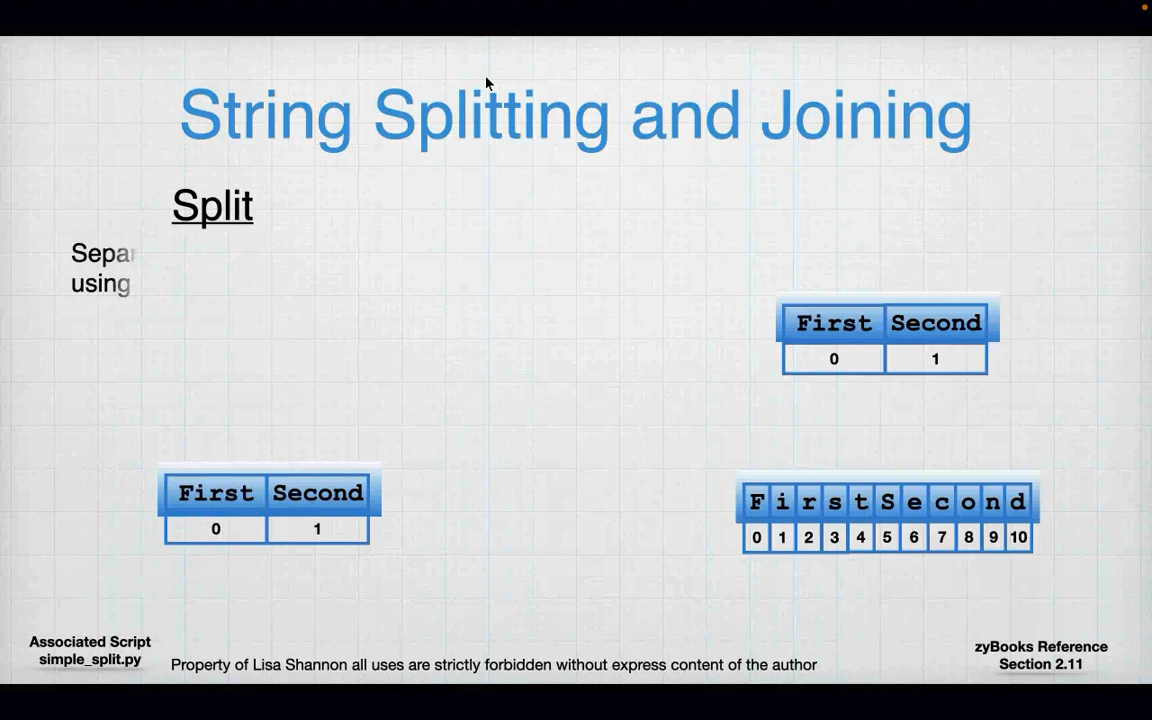 String Splitting and Joining
Split
Sepa
using
First Second
0 1
First Second
0 1
F i r s t S e c o n d
0 1 2 3 4 5 6 7 8 9 10
Associated Script
simple_split.py
Property of Lisa Shannon all uses are strictly forbidden without express content of the author
zyBooks Reference
Section 2.11